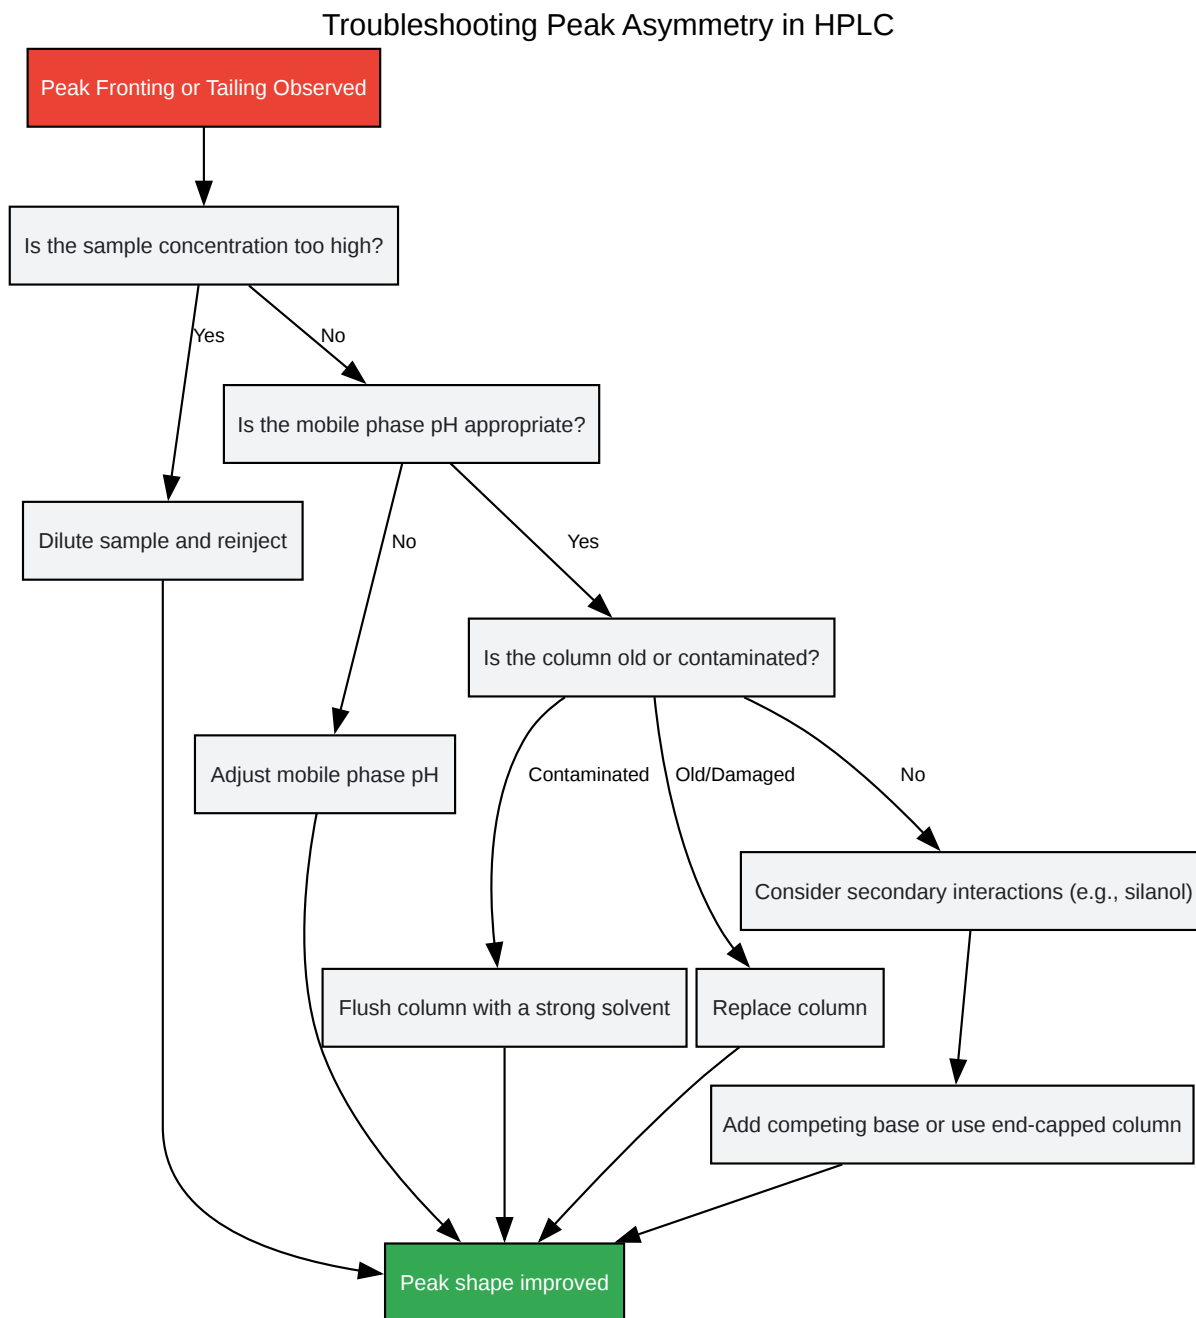 Troubleshooting Peak Asymmetry in HPLC
Peak Fronting or Tailing Observed
Is the sample concentration too high?
Yes
No
Is the mobile phase pH appropriate?
Dilute sample and reinject
No
Yes
Is the column old or contaminated?
Adjust mobile phase pH
Contaminated
Old/Damaged
No
Consider secondary interactions (e.g., silanol)
Flush column with a strong solvent
Replace column
Add competing base or use end-capped column
Peak shape improved